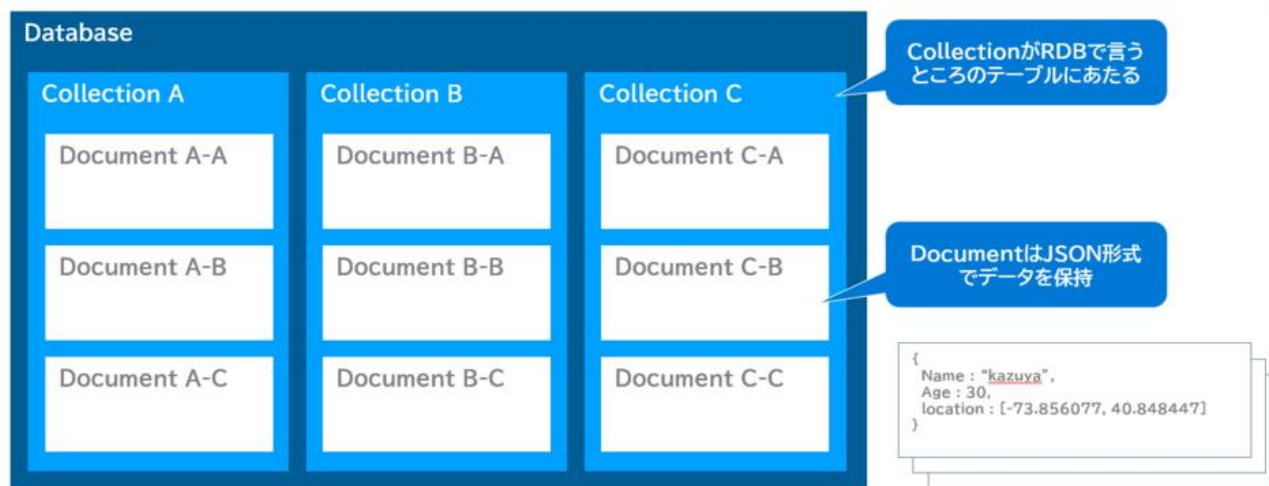 Database
Collection A
Collection B
Collection C
Document A-A
Document B-A
Document C-A
Document A-B
Document B-B
Document C-B
Document A-C
Document B-C
Document C-C
CollectionがRDBで言う
ところのテーブルにあたる
DocumentはJSON形式
でデータを保持
{
Name : “kazuya”,
Age : 30,
location : [-73.856077, 40.848447]
}